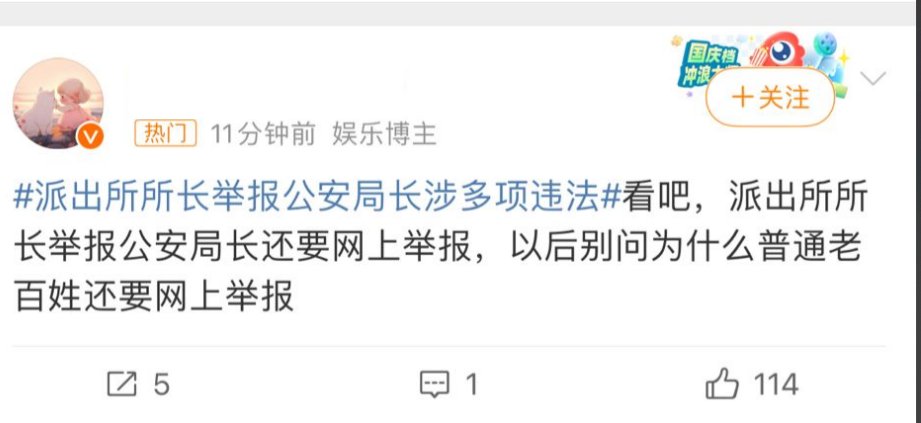 国庆档
冲浪大
+关注
热门 11分钟前 娱乐博主
#派出所所长举报公安局长涉多项违法#看吧，派出所所
长举报公安局长还要网上举报，以后别问为什么普通老
百姓还要网上举报
5 1 114